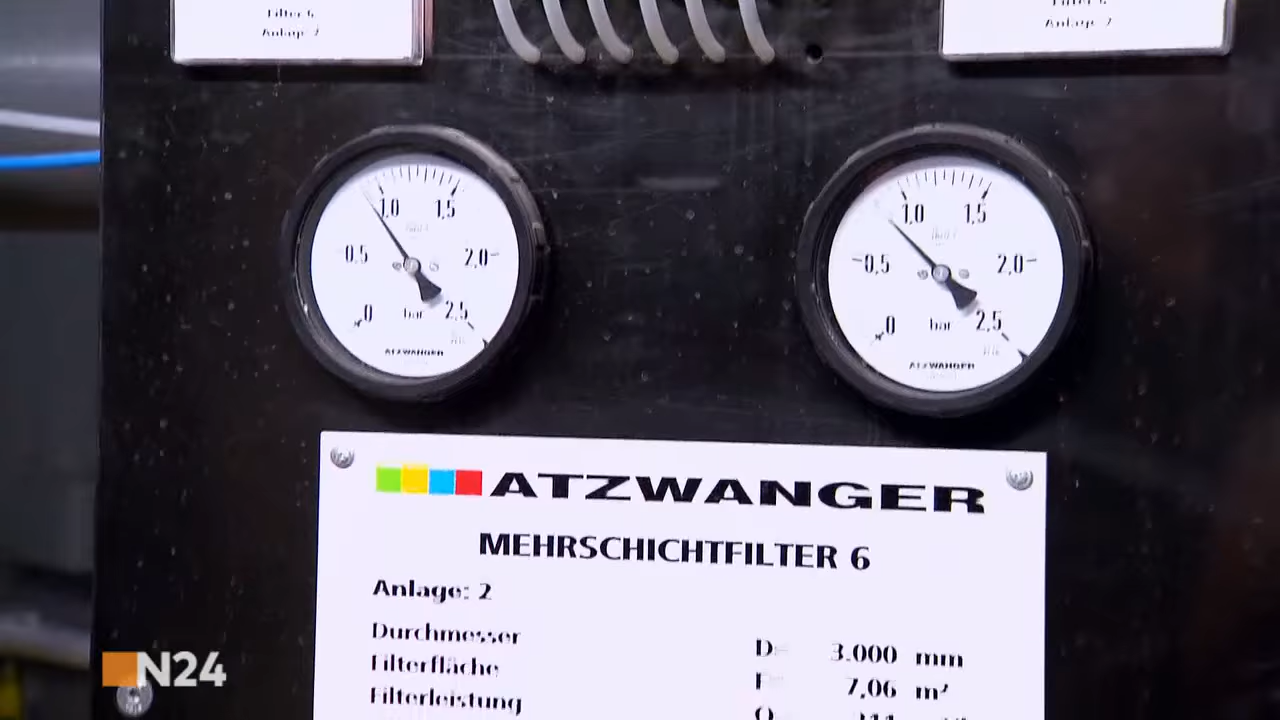 Filter 6
Anlage 2
Filter 6
Anlage 2
1,0 1,5
0,5 2,0
0 bar 2,5
ATZWANGER
1,0 1,5
0,5 2,0
0 bar 2,5
ATZWANGER
ATZWANGER
MEHRSCHICHTFILTER 6
Anlage: 2
Durchmesser D= 3.000 mm
Filterfläche F 7,06 m²
Filterleistung
N24